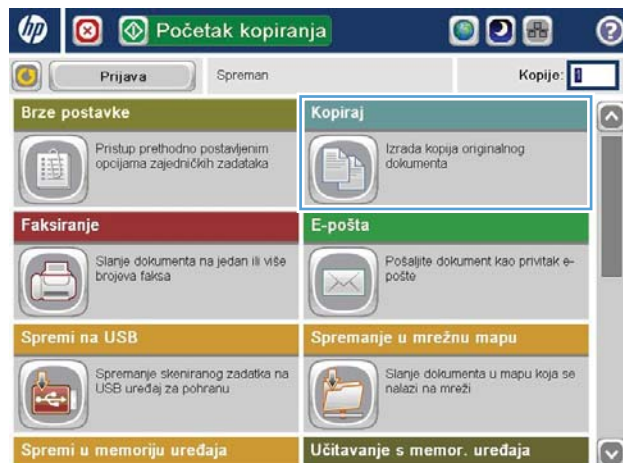 hp
Početak kopiranja
?
Prijava
Spreman
Kopije: 1
Brze postavke
Kopiraj
Pristup prethodno postavljenim
opcijama zajedničkih zadataka
Izrada kopija originalnog
dokumenta
Faksiranje
E-pošta
Slanje dokumenta na jedan ili više
brojeva faksa
Pošaljite dokument kao privitak e-
pošte
Spremi na USB
Spremanje u mrežnu mapu
Spremanje skeniranog zadatka na
USB uređaj za pohranu
Slanje dokumenta u mapu koja se
nalazi na mreži
Spremi u memoriju uređaja
Učitavanje s memor. uređaja